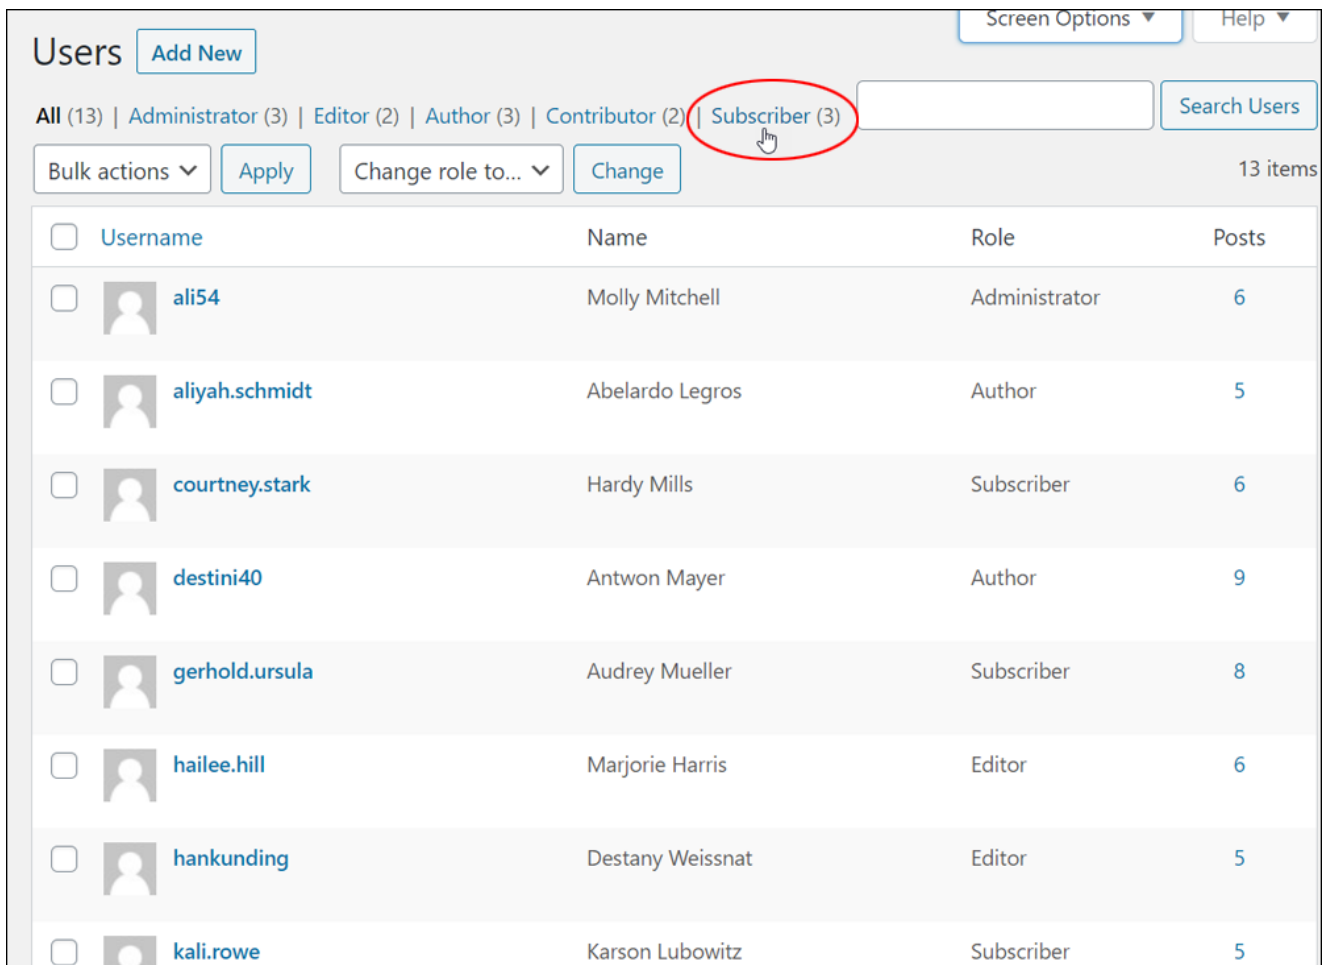 Screen Options ▼ Help ▼
Users Add New
All (13) | Administrator (3) | Editor (2) | Author (3) | Contributor (2) | Subscriber (3) Search Users
Bulk actions Apply Change role to... Change 13 items
Username Name Role Posts
ali54 Molly Mitchell Administrator 6
aliyah.schmidt Abelardo Legros Author 5
courtney.stark Hardy Mills Subscriber 6
destini40 Antwon Mayer Author 9
gerhold.ursula Audrey Mueller Subscriber 8
hailee.hill Marjorie Harris Editor 6
hankunding Destany Weissnat Editor 5
kali.rowe Karson Lubowitz Subscriber 5